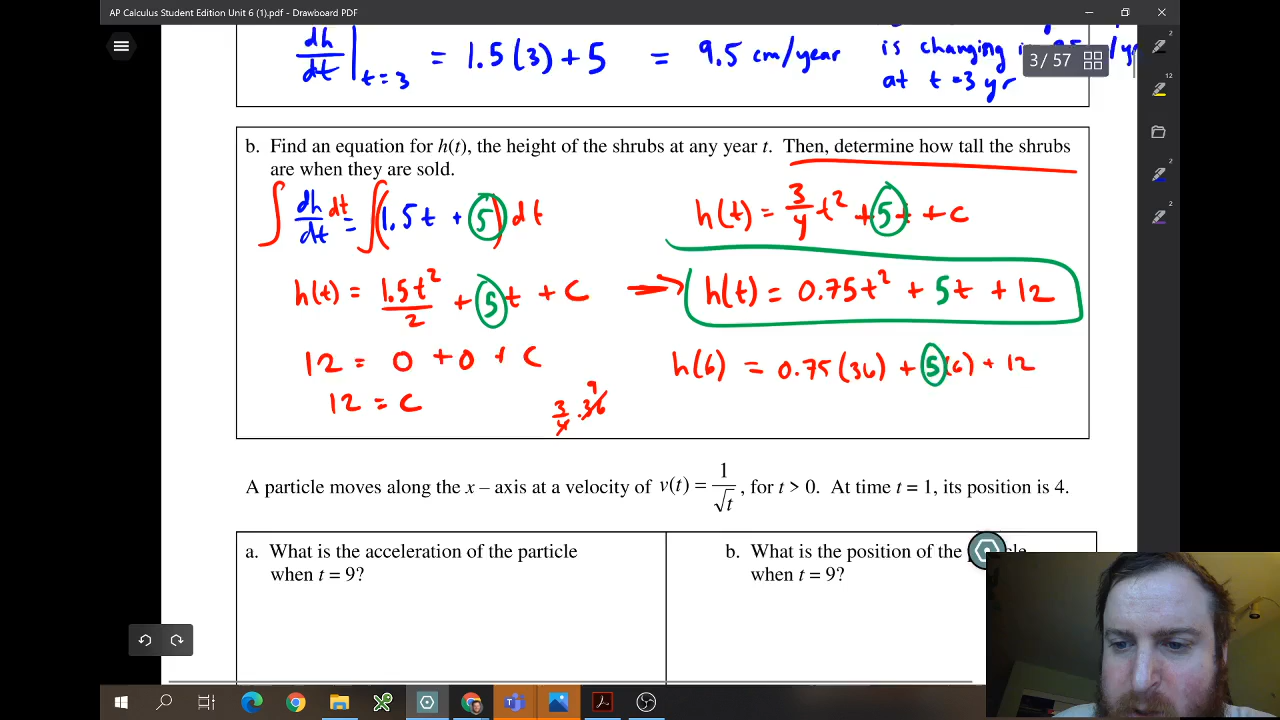 AP Calculus Student Edition Unit 6 (1).pdf - Drawboard PDF
dh/dt | t=3 = 1.5(3) + 5 = 9.5 cm/year
is changing
at t=3 yr
3 / 57
b. Find an equation for h(t), the height of the shrubs at any year t. Then, determine how tall the shrubs
are when they are sold.
∫ dh/dt dt = ∫(1.5t + 5) dt
h(t) = 1.5t²/2 + 5t + C
12 = 0 + 0 + C
12 = C
3/4 · 36 9
h(t) = 3/4 t² + 5t + C
h(t) = 0.75t² + 5t + 12
h(6) = 0.75(36) + 5(6) + 12
A particle moves along the x – axis at a velocity of v(t) = 1/√t, for t > 0. At time t = 1, its position is 4.
a. What is the acceleration of the particle
when t = 9?
b. What is the position of the
when t = 9?